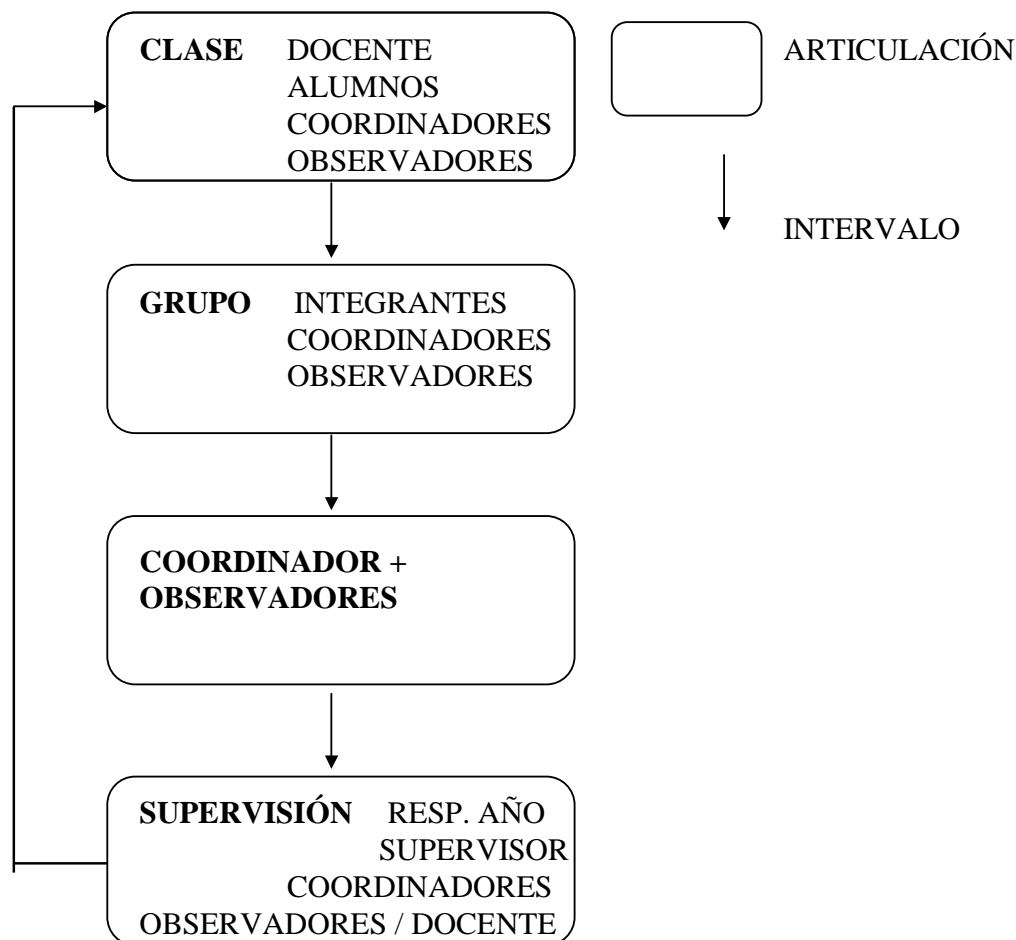 CLASE DOCENTE
ALUMNOS
COORDINADORES
OBSERVADORES
ARTICULACIÓN
INTERVALO
GRUPO INTEGRANTES
COORDINADORES
OBSERVADORES
COORDINADOR +
OBSERVADORES
SUPERVISIÓN RESP. AÑO
SUPERVISOR
COORDINADORES
OBSERVADORES / DOCENTE